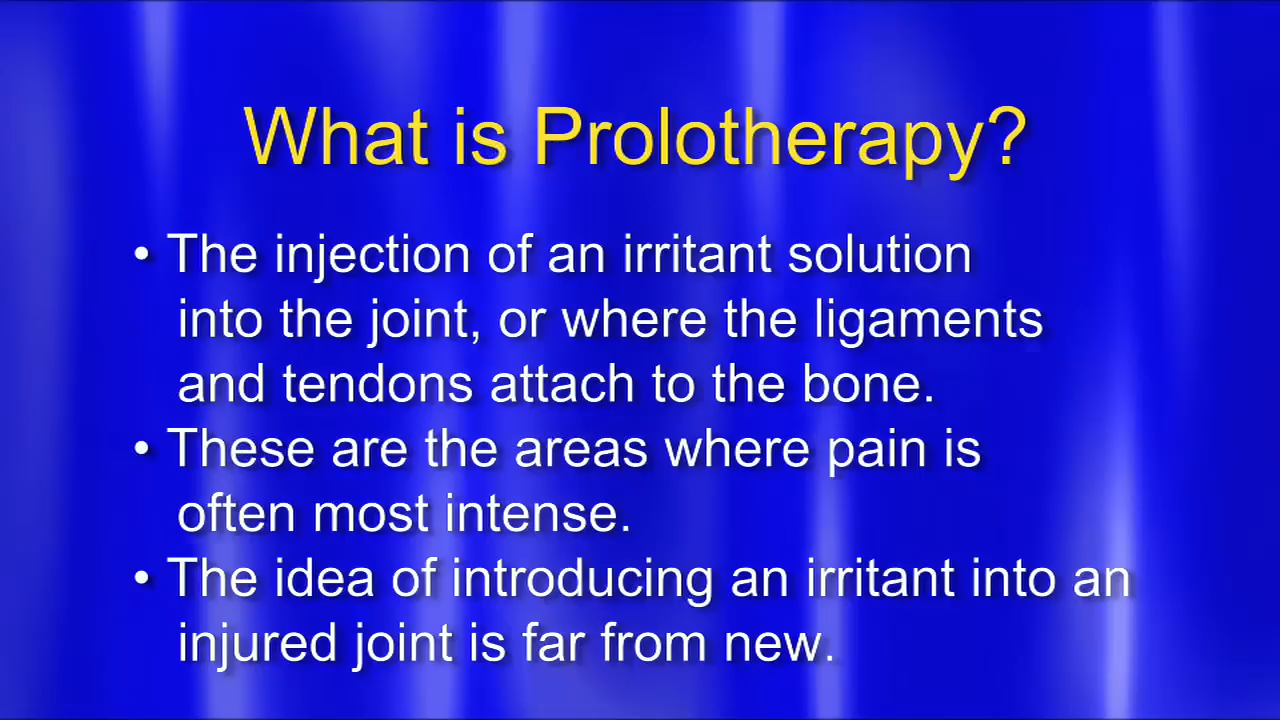 What is Prolotherapy?
• The injection of an irritant solution
into the joint, or where the ligaments
and tendons attach to the bone.
• These are the areas where pain is
often most intense.
• The idea of introducing an irritant into an
injured joint is far from new.